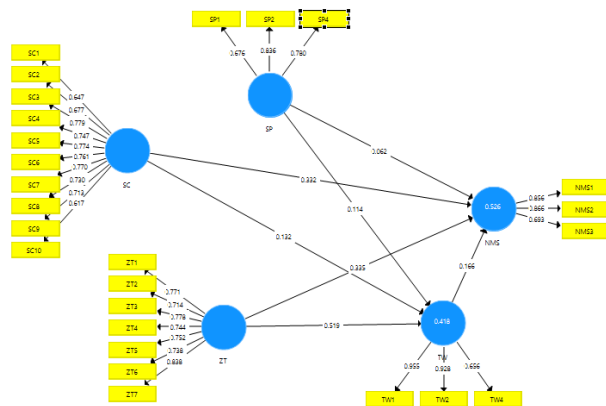 SP1 SP2 SP4
0.676 0.836 0.780
SP
SC1
SC2
SC3
SC4
SC5
SC6
SC7
SC8
SC9
SC10
0.647
0.677
0.779
0.747
0.774
0.761
0.770
0.730
0.713
0.617
SC
0.062
0.332
0.114
0.132
0.335
0.166
0.519
0.526
NMS
0.856
0.866
0.693
NMS1
NMS2
NMS3
ZT1
ZT2
ZT3
ZT4
ZT5
ZT6
ZT7
0.771
0.714
0.778
0.744
0.752
0.738
0.838
ZT
0.418
TW
0.955 0.928 0.656
TW1 TW2 TW4